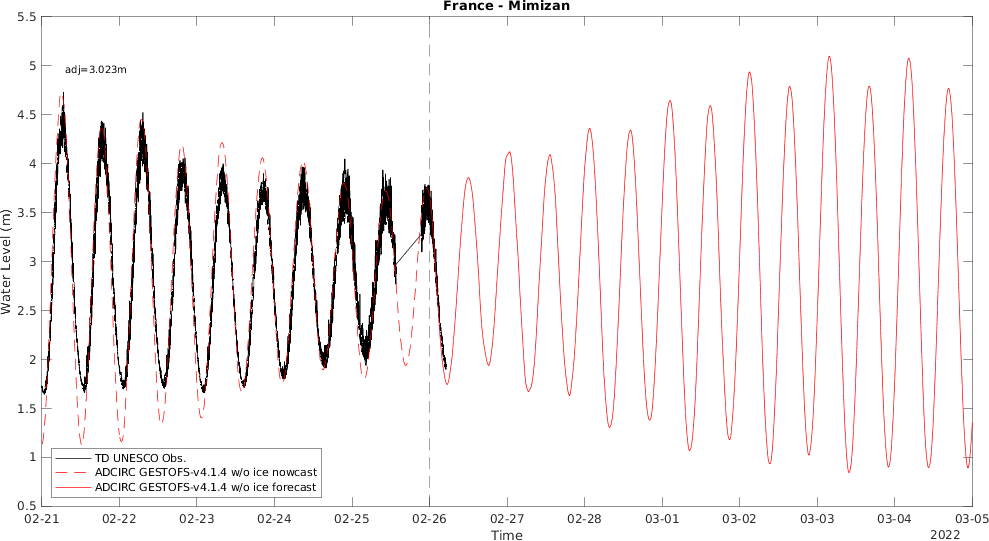 France - Mimizan
5.5
5
4.5
4
3.5
3
2.5
2
1.5
1
0.5
Water Level (m)
adj=3.023m
TD UNESCO Obs.
ADCIRC GESTOFS-v4.1.4 w/o ice nowcast
ADCIRC GESTOFS-v4.1.4 w/o ice forecast
02-21 02-22 02-23 02-24 02-25 02-26 02-27 02-28 03-01 03-02 03-03 03-04 03-05
Time
2022